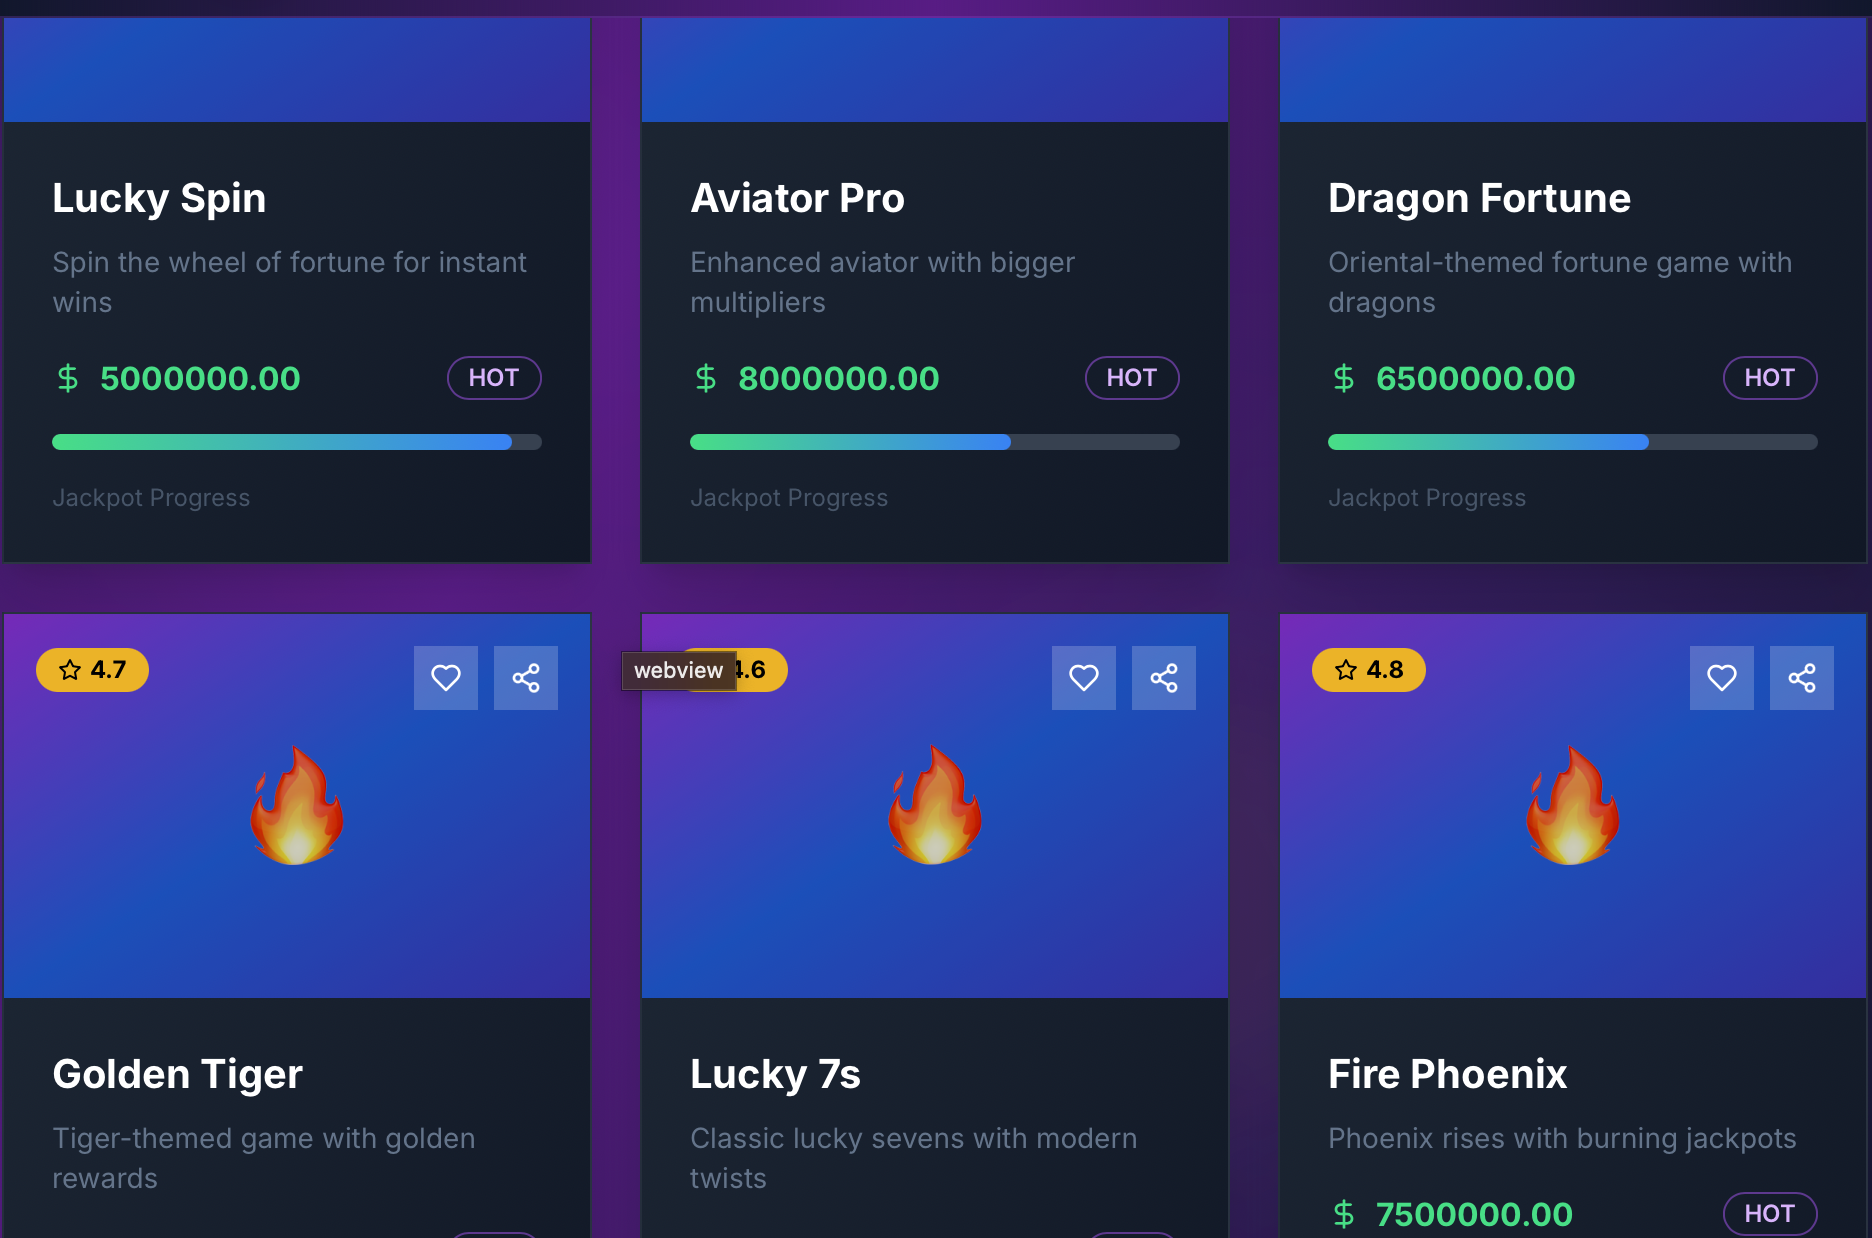 Lucky Spin
Spin the wheel of fortune for instant
wins
$ 5000000.00 HOT
Jackpot Progress
Aviator Pro
Enhanced aviator with bigger
multipliers
$ 8000000.00 HOT
Jackpot Progress
Dragon Fortune
Oriental-themed fortune game with
dragons
$ 6500000.00 HOT
Jackpot Progress
4.7
Golden Tiger
Tiger-themed game with golden
rewards
webview
4.6
Lucky 7s
Classic lucky sevens with modern
twists
4.8
Fire Phoenix
Phoenix rises with burning jackpots
$ 7500000.00 HOT